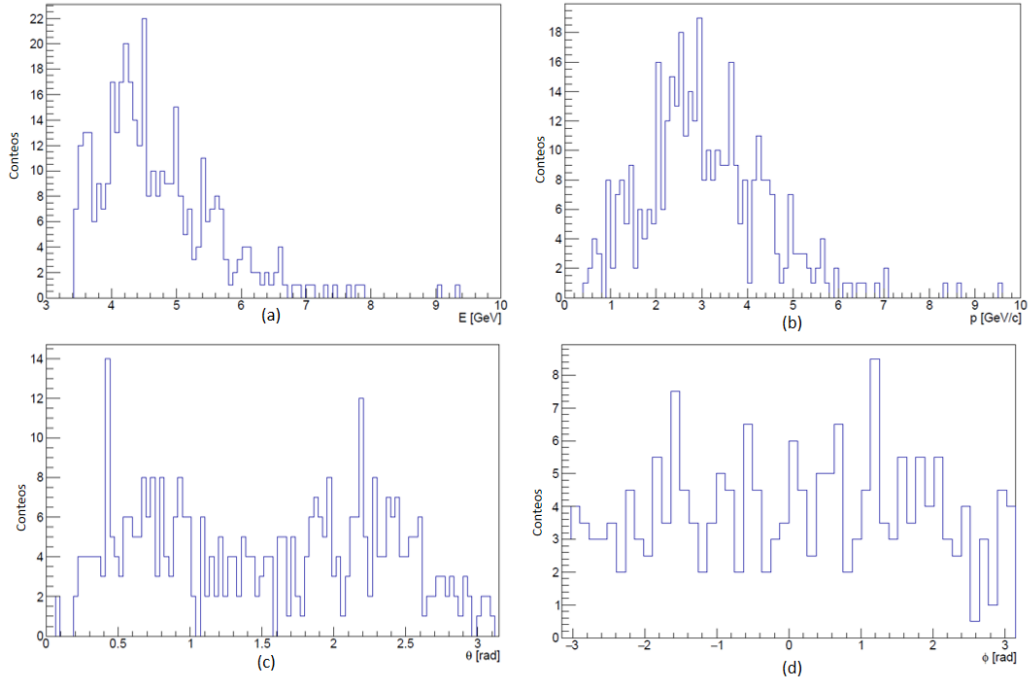 22
20
18
16
14
12
10
8
6
4
2
0
Conteos
3 4 5 6 7 8 9 10
E [GeV]
(a)
18
16
14
12
10
8
6
4
2
0
Conteos
0 1 2 3 4 5 6 7 8 9 10
p [GeV/c]
(b)
14
12
10
8
6
4
2
0
Conteos
0 0.5 1 1.5 2 2.5 3
θ [rad]
(c)
8
7
6
5
4
3
2
1
0
Conteos
−3 −2 −1 0 1 2 3
ϕ [rad]
(d)